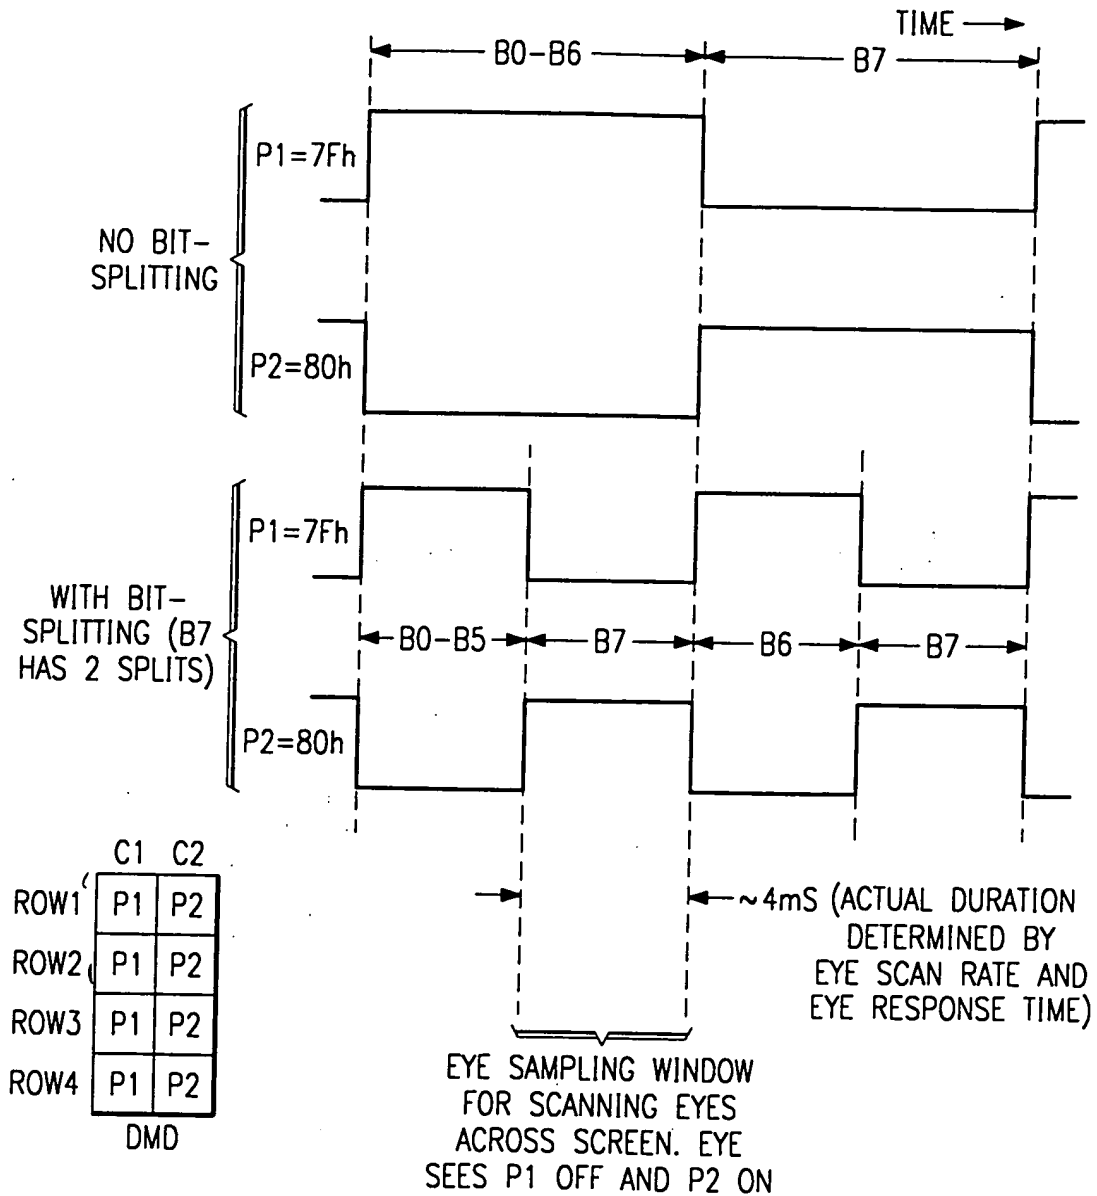 TIME
B0-B6
B7
P1=7Fh
NO BIT-
SPLITTING
P2=80h
P1=7Fh
WITH BIT-
SPLITTING (B7
HAS 2 SPLITS)
B0-B5
B7
B6
B7
P2=80h
C1 C2
ROW1 P1 P2
ROW2 P1 P2
ROW3 P1 P2
ROW4 P1 P2
DMD
~4mS (ACTUAL DURATION
DETERMINED BY
EYE SCAN RATE AND
EYE RESPONSE TIME)
EYE SAMPLING WINDOW
FOR SCANNING EYES
ACROSS SCREEN. EYE
SEES P1 OFF AND P2 ON